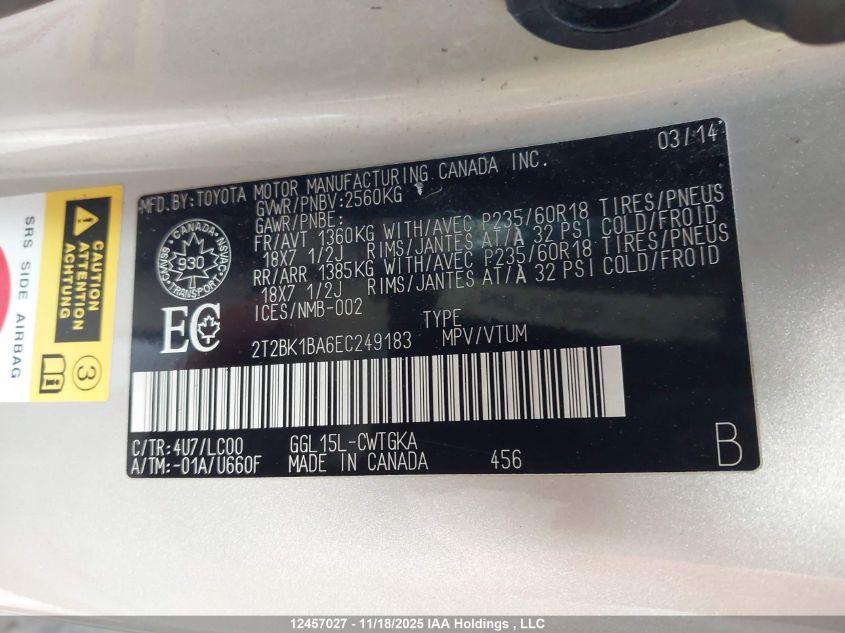 MFD.BY:TOYOTA MOTOR MANUFACTURING CANADA INC. 03/14
GVWR/PNBV:2560KG
GAWR/PNBE:
FR/AVT 1360KG WITH/AVEC P235/60R18 TIRES/PNEUS
18X7 1/2J RIMS/JANTES AT/À 32 PSI COLD/FROID
RR/ARR 1385KG WITH/AVEC P235/60R18 TIRES/PNEUS
18X7 1/2J RIMS/JANTES AT/À 32 PSI COLD/FROID
ICES/NMB-002
CANADA
CMVSS NSVAC
930
TRANSPORT
EC
TYPE
2T2BK1BA6EC249183 MPV/VTUM
C/TR:4U7/LC00 GGL15L-CWTGKA
A/TM:-01A/U660F MADE IN CANADA 456 B
SRS SIDE AIRBAG
CAUTION
ATTENTION
ACHTUNG
i
3
12457027 - 11/18/2025 IAA Holdings , LLC